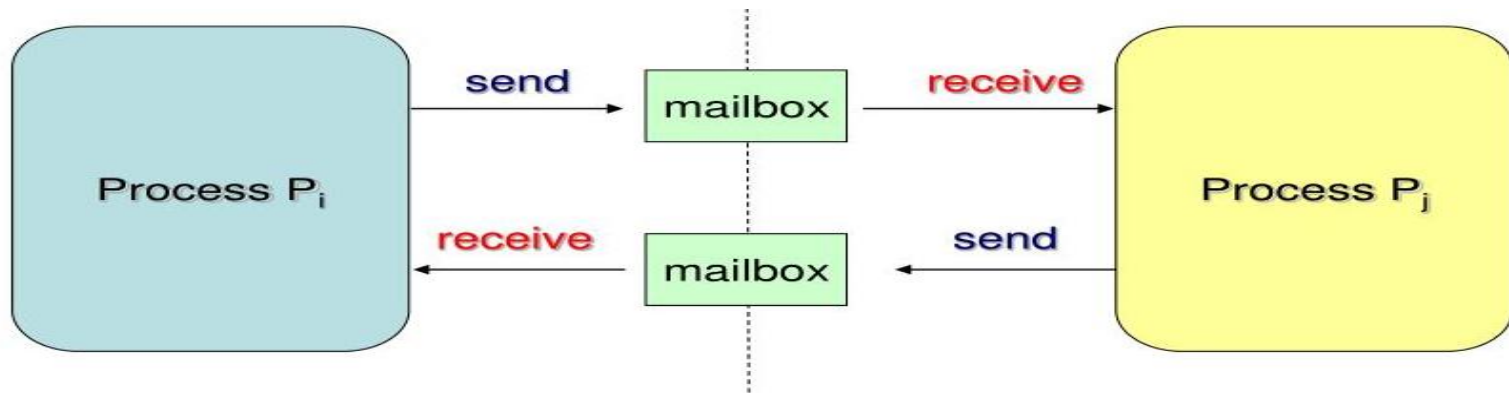 send
mailbox
receive
Process Pi
Process Pj
receive
mailbox
send